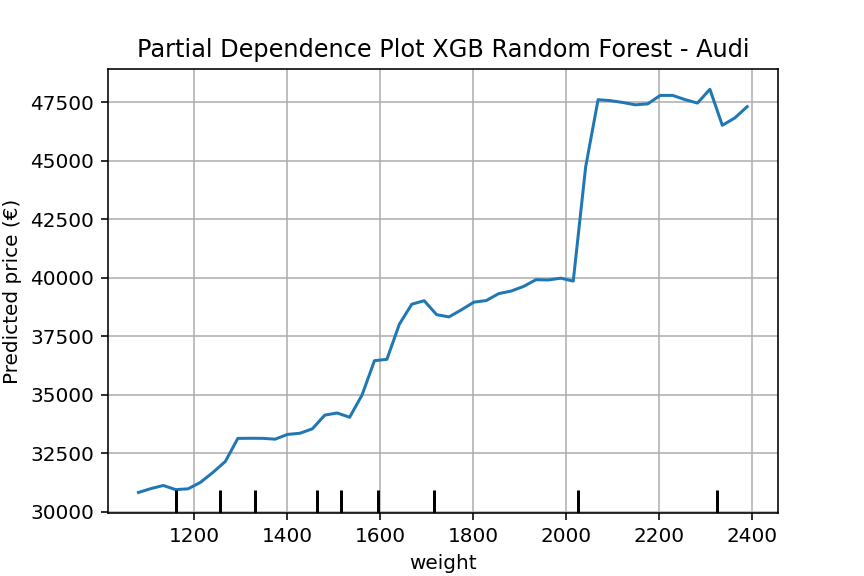 Partial Dependence Plot XGB Random Forest - Audi
Predicted price (€)
47500
45000
42500
40000
37500
35000
32500
30000
1200 1400 1600 1800 2000 2200 2400
weight